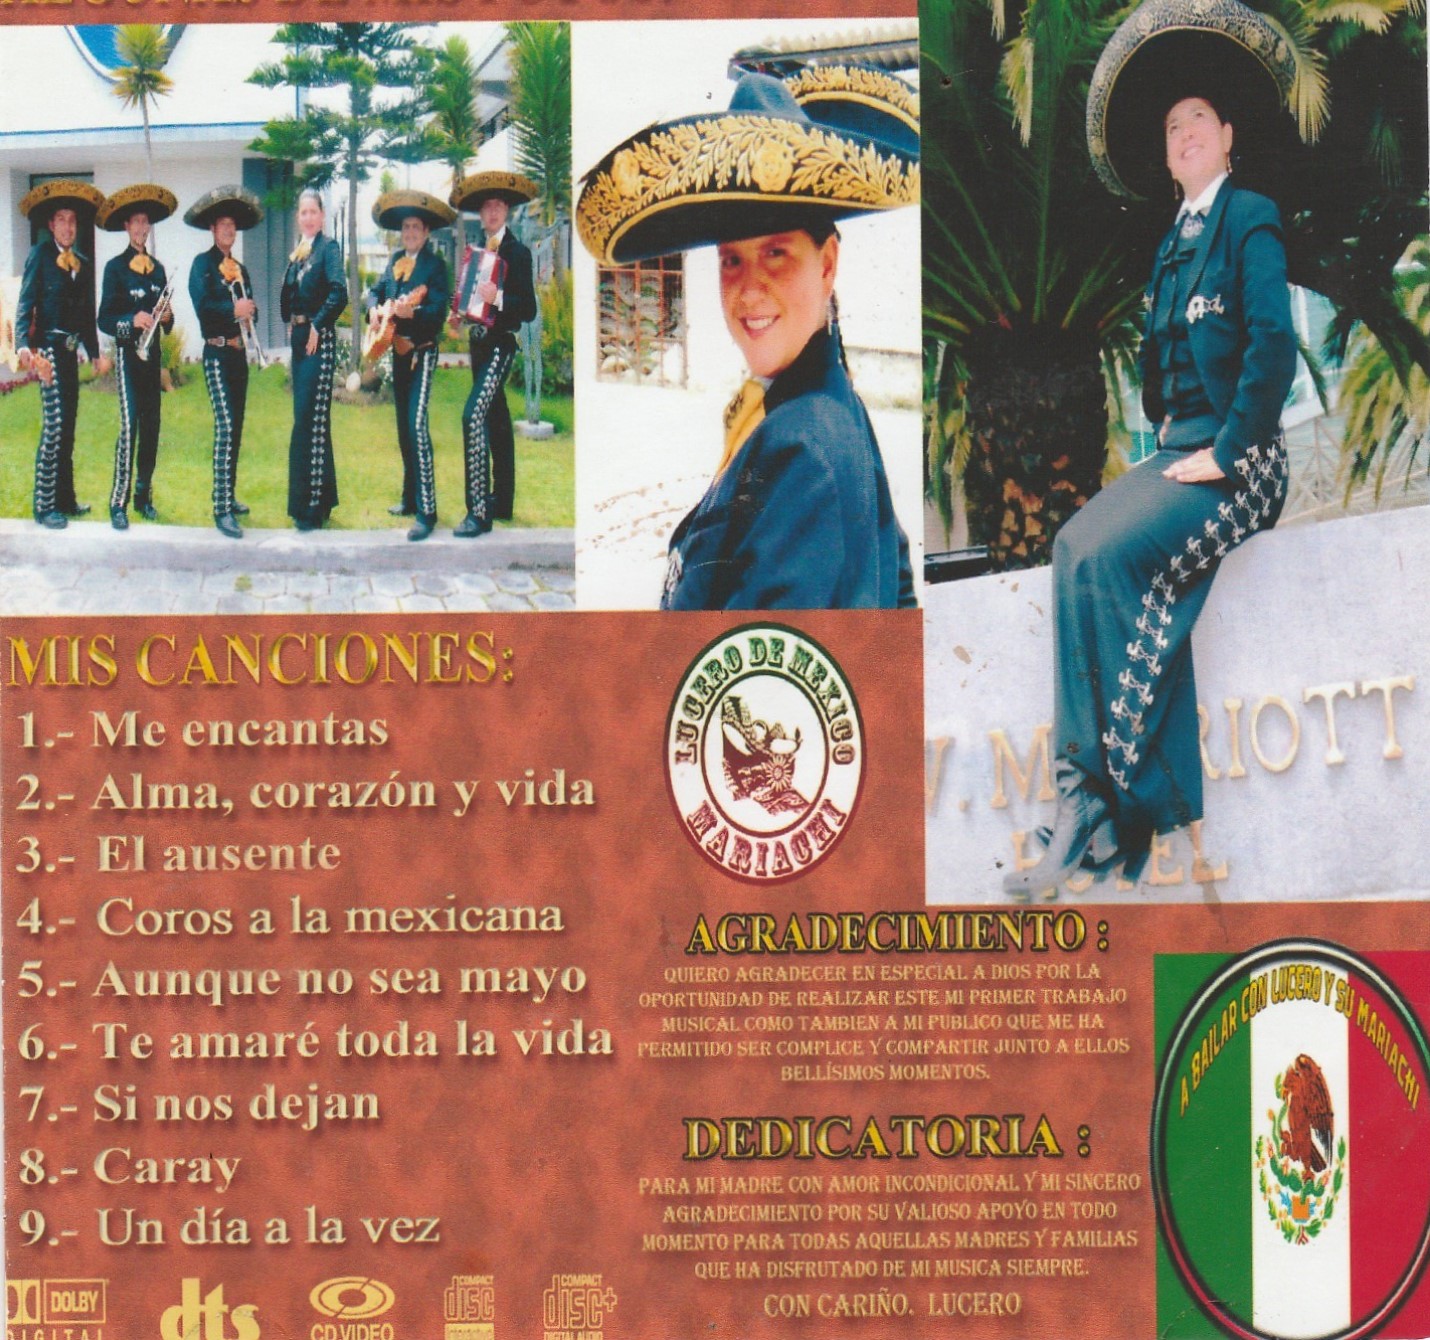 MIS CANCIONES:
1.- Me encantas
2.- Alma, corazón y vida
3.- El ausente
4.- Coros a la mexicana
5.- Aunque no sea mayo
6.- Te amaré toda la vida
7.- Si nos dejan
8.- Caray
9.- Un día a la vez
DOLBY
DIGITAL
dts
CD VIDEO
COMPACT
disc
COMPACT
disc+
DIGITAL AUDIO
LUCERO DE MEXICO
MARIACHI
J.W. MARRIOTT
HOTEL
AGRADECIMIENTO :
QUIERO AGRADECER EN ESPECIAL A DIOS POR LA
OPORTUNIDAD DE REALIZAR ESTE MI PRIMER TRABAJO
MUSICAL COMO TAMBIEN A MI PUBLICO QUE ME HA
PERMITIDO SER COMPLICE Y COMPARTIR JUNTO A ELLOS
BELLÍSIMOS MOMENTOS.
DEDICATORIA :
PARA MI MADRE CON AMOR INCONDICIONAL Y MI SINCERO
AGRADECIMIENTO POR SU VALIOSO APOYO EN TODO
MOMENTO PARA TODAS AQUELLAS MADRES Y FAMILIAS
QUE HA DISFRUTADO DE MI MUSICA SIEMPRE.
CON CARIÑO. LUCERO
A BAILAR CON LUCERO Y SU MARIACHI